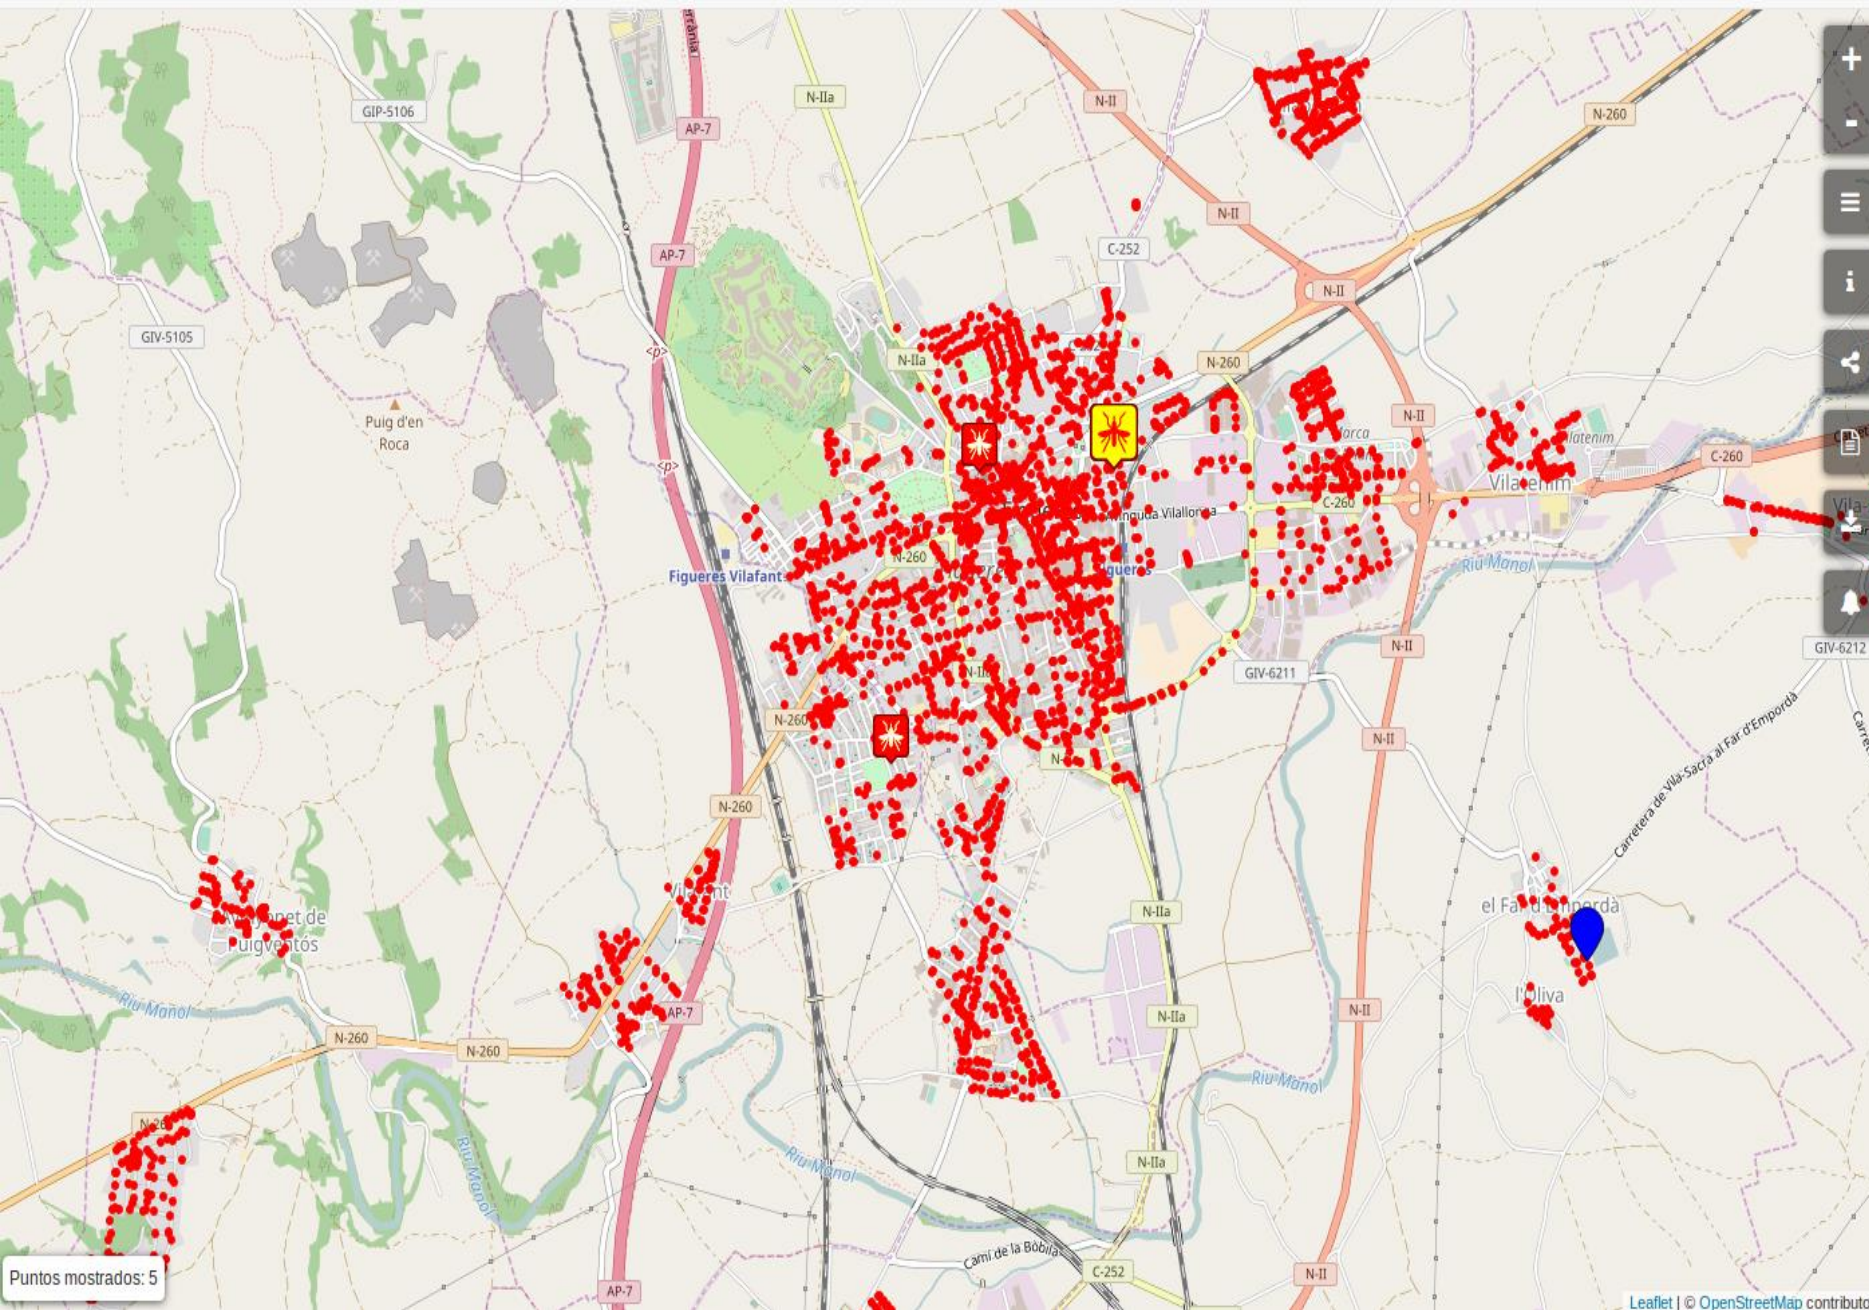 N-IIa
GIP-5106
AP-7
N-II
N-260
N-II
C-252
AP-7
N-II
GIV-5105
N-IIa
N-260
Puig d'en
Roca
<p>
<p>
N-II
C-260
Vilatenim
C-260
N-260
Figueres Vilafant
Riu Manol
N-II
GIV-6212
GIV-6211
N-260
N-II
N-260
Carretera de Vilà-Sacra al Far d'Empordà
N-IIa
el Far d'Empordà
Avinyonet de
Puigventós
l'Oliva
Riu Manol
AP-7
N-IIa
N-II
N-260
N-260
Riu Manol
Riu Manol
Riu Manol
N-IIa
Camí de la Bòbila
C-252
N-II
Puntos mostrados: 5
AP-7
Leaflet | © OpenStreetMap contributo